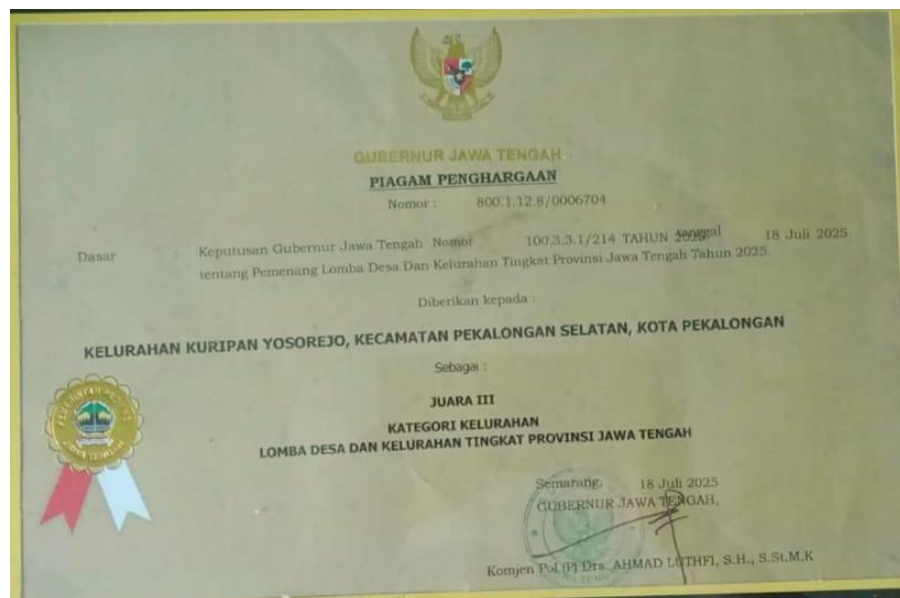 GUBERNUR JAWA TENGAH
PIAGAM PENGHARGAAN
Nomor : 800.1.12.8/0006704
Dasar : Keputusan Gubernur Jawa Tengah Nomor 100.3.3.1/214 TAHUN tanggal 18 Juli 2025
tentang Pemenang Lomba Desa Dan Kelurahan Tingkat Provinsi Jawa Tengah Tahun 2025.
Diberikan kepada :
KELURAHAN KURIPAN YOSOREJO, KECAMATAN PEKALONGAN SELATAN, KOTA PEKALONGAN
Sebagai :
JUARA III
KATEGORI KELURAHAN
LOMBA DESA DAN KELURAHAN TINGKAT PROVINSI JAWA TENGAH
Semarang, 18 Juli 2025
GUBERNUR JAWA TENGAH,
Komjen Pol (P) Drs. AHMAD LUTHFI, S.H., S.St.M.K